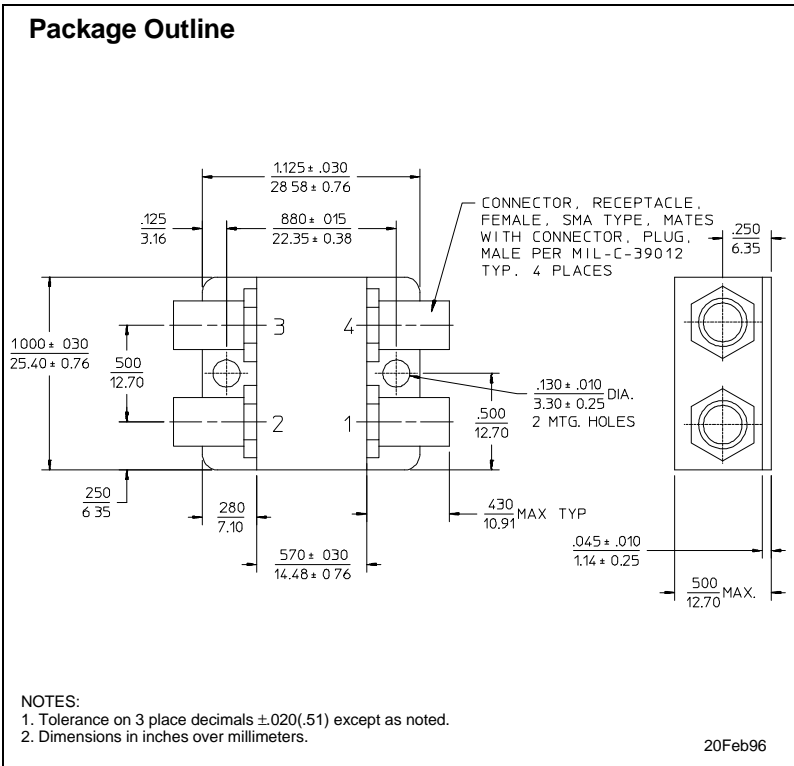 Package Outline
1.125± .030
28 58± 0.76
.125
3.16
880± 015
22.35± 0.38
CONNECTOR, RECEPTACLE,
FEMALE, SMA TYPE, MATES
WITH CONNECTOR, PLUG,
MALE PER MIL-C-39012
TYP. 4 PLACES
.250
6.35
3
4
1000± 030
25.40± 0.76
500
12.70
.130± .010 DIA.
3.30± 0.25
2 MTG. HOLES
.500
12.70
2
1
250
6 35
280
7.10
430 MAX TYP
10.91
570± 030
14.48± 0 76
.045± .010
1.14± 0.25
500 MAX.
12.70
NOTES:
1. Tolerance on 3 place decimals ±.020(.51) except as noted.
2. Dimensions in inches over millimeters.
20Feb96